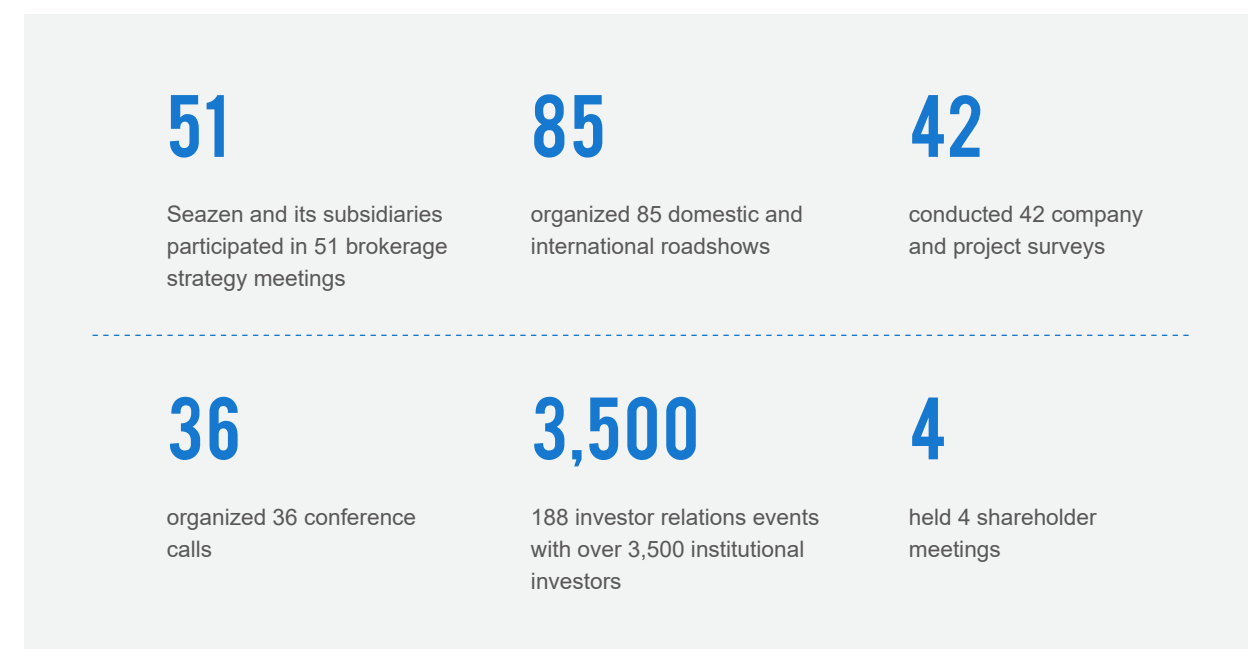 51
Seazen and its subsidiaries
participated in 51 brokerage
strategy meetings
85
organized 85 domestic and
international roadshows
42
conducted 42 company
and project surveys
36
organized 36 conference
calls
3,500
188 investor relations events
with over 3,500 institutional
investors
4
held 4 shareholder
meetings